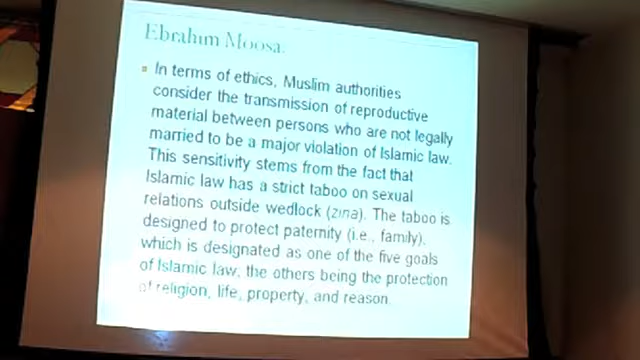 Ebrahim Moosa.
In terms of ethics, Muslim authorities
consider the transmission of reproductive
material between persons who are not legally
married to be a major violation of Islamic law.
This sensitivity stems from the fact that
Islamic law has a strict taboo on sexual
relations outside wedlock (zina). The taboo is
designed to protect paternity (i.e., family),
which is designated as one of the five goals
of Islamic law, the others being the protection
of religion, life, property, and reason.